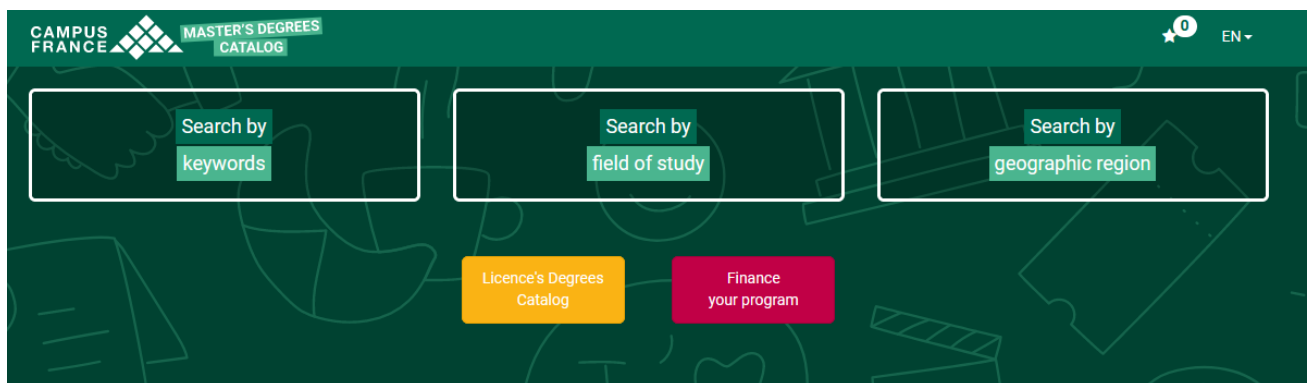 CAMPUS
FRANCE
MASTER'S DEGREES
CATALOG
0
EN
Search by
keywords
Search by
field of study
Search by
geographic region
Licence's Degrees
Catalog
Finance
your program